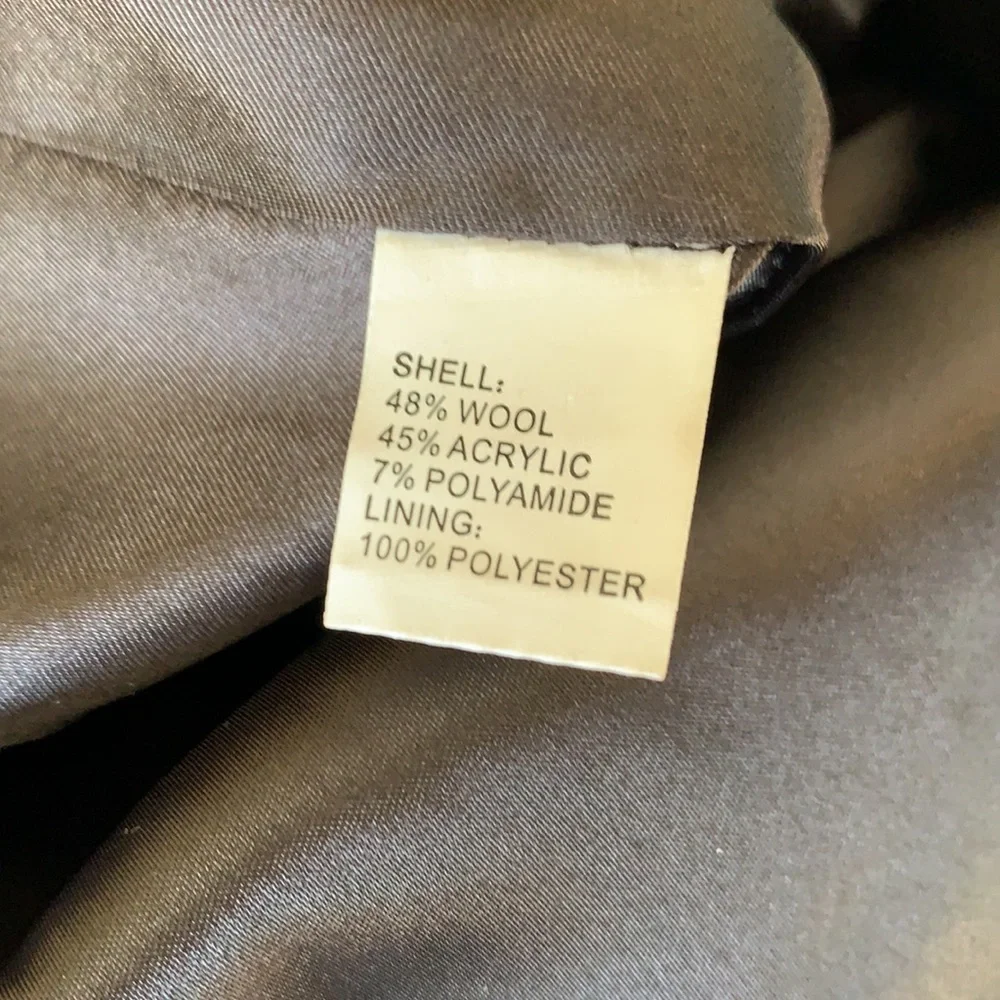 SHELL:
48% WOOL
45% ACRYLIC
7% POLYAMIDE
LINING:
100% POLYESTER